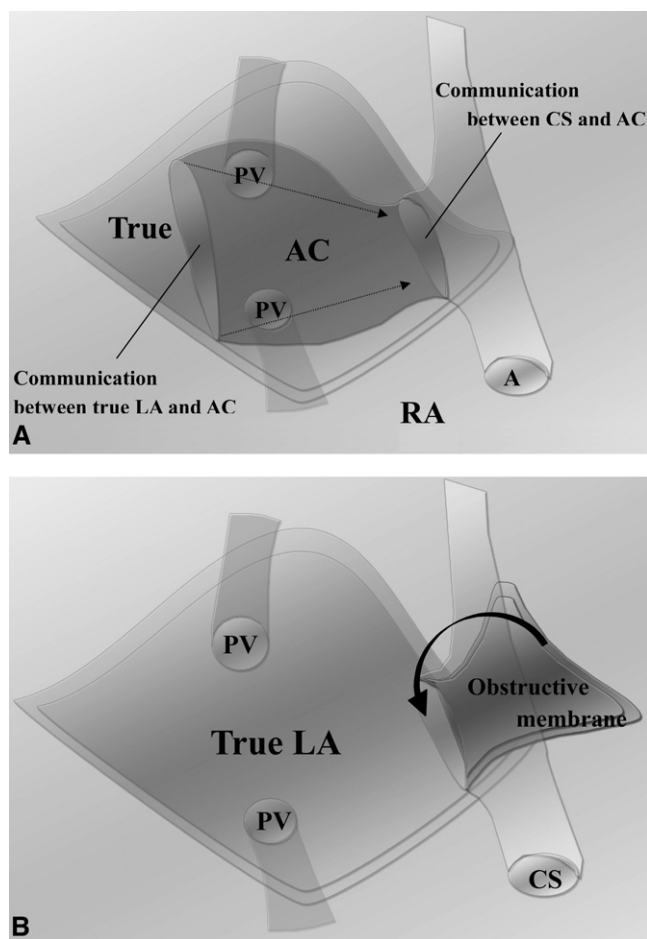 Communication
between CS and AC
PV
True
AC
PV
A
Communication
between true LA and AC
RA
A
PV
Obstructive
membrane
True LA
PV
CS
B